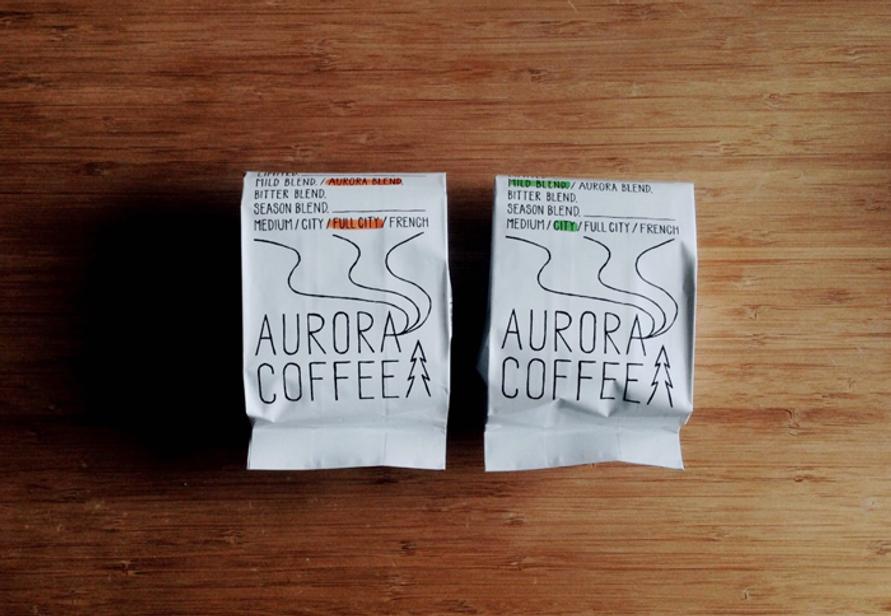 LIMITED.
MILD BLEND. / AURORA BLEND.
BITTER BLEND.
SEASON BLEND.
MEDIUM / CITY / FULL CITY / FRENCH
AURORA
COFFEE
MILD BLEND. / AURORA BLEND.
BITTER BLEND.
SEASON BLEND.
MEDIUM / CITY / FULL CITY / FRENCH
AURORA
COFFEE